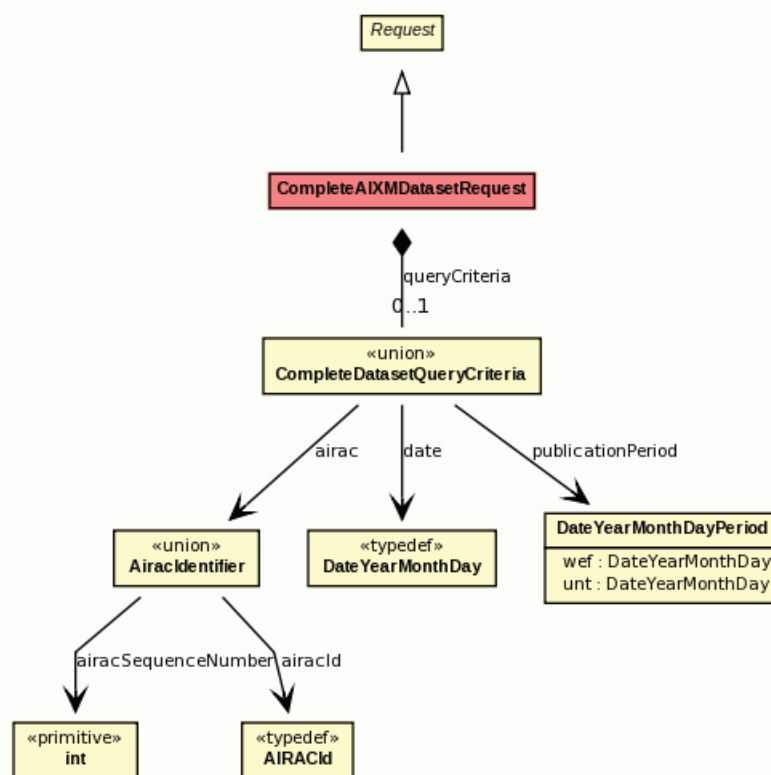 Request
CompleteAIXMDatasetRequest
queryCriteria
0..1
«union»
CompleteDatasetQueryCriteria
airac
date
publicationPeriod
«union»
AiracIdentifier
«typedef»
DateYearMonthDay
DateYearMonthDayPeriod
wef : DateYearMonthDay
unt : DateYearMonthDay
airacSequenceNumber
airacId
«primitive»
int
«typedef»
AIRACId